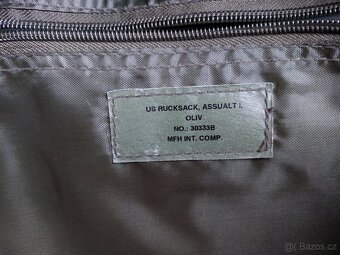 US RUCKSACK, ASSUALT I,
OLIV
NO.: 30333B
MFH INT. COMP.
Bazos.cz